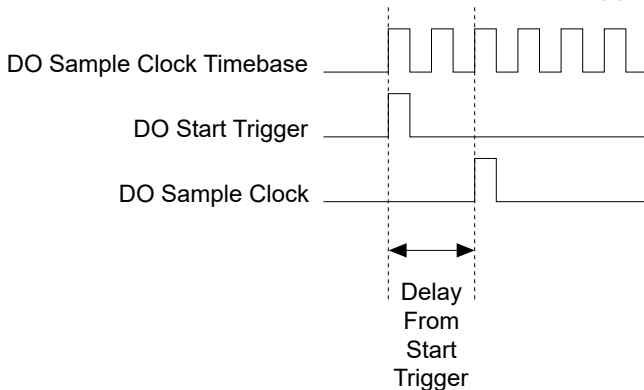 DO Sample Clock Timebase
DO Start Trigger
DO Sample Clock
Delay
From
Start
Trigger